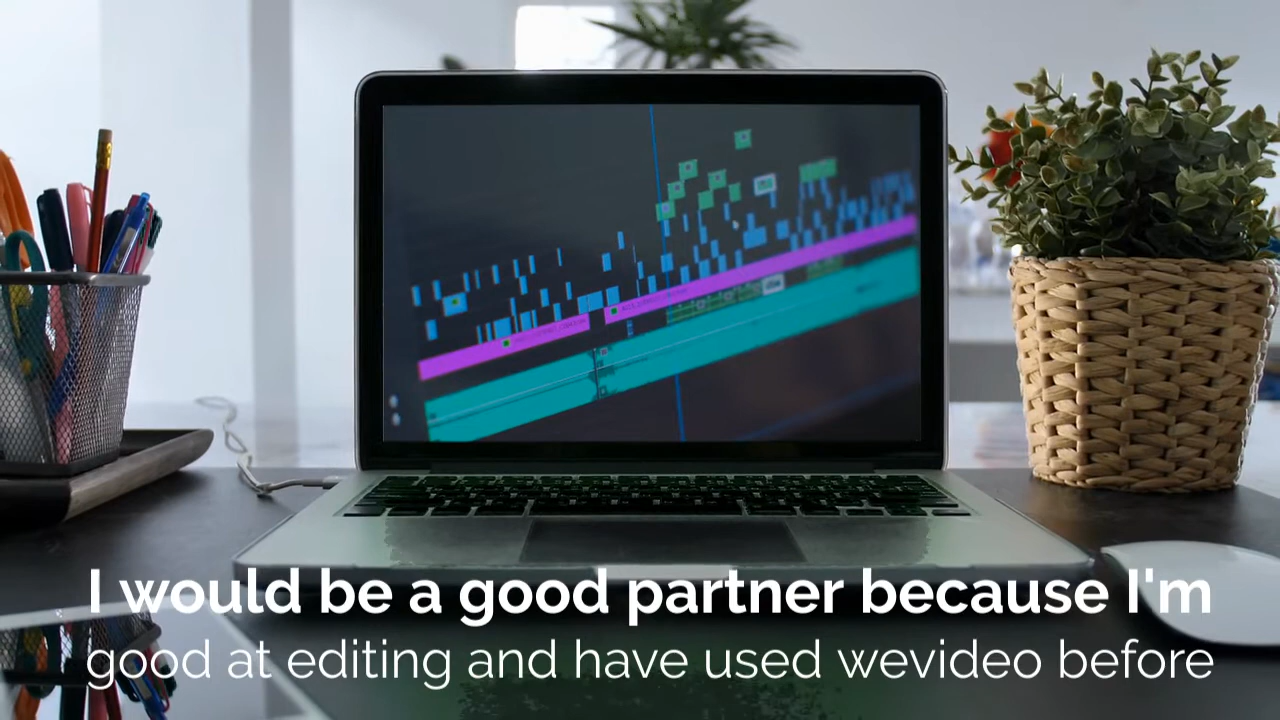 I would be a good partner because I'm
good at editing and have used wevideo before